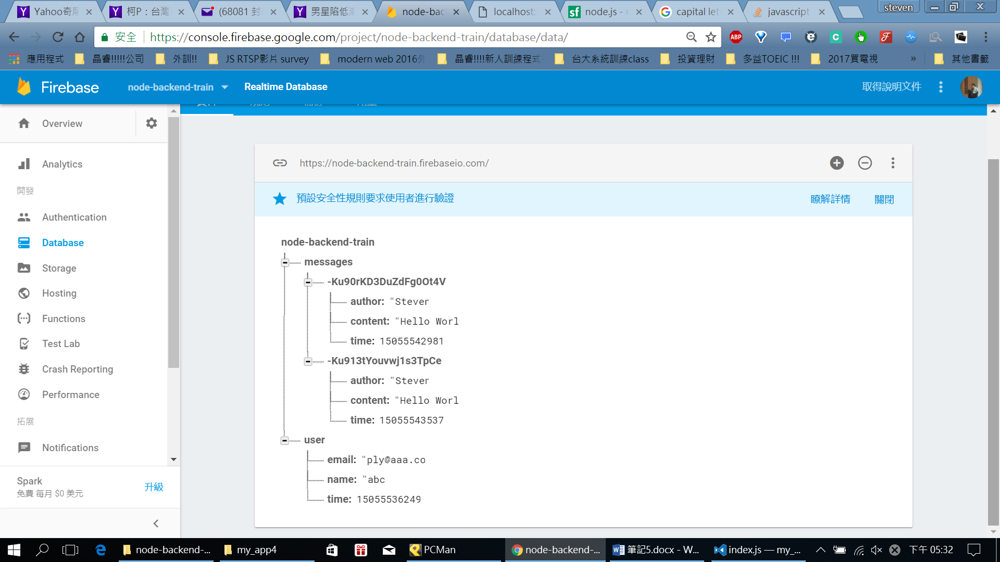 Yahoo奇摩
柯P：台灣
(68081 封
男星陷低潮
node-bac
localhost:
node.js - r
capital let
javascript
steven
安全
https://console.firebase.google.com/project/node-backend-train/database/data/
應用程式
晶睿!!!!!公司
外訓!!
JS RTSP影片 survey
modern web 2016外
晶睿!!!!新人訓練程式
台大系統訓練class
投資理財
多益TOEIC !!!
2017買電視
»
其他書籤
Firebase
node-backend-train
Realtime Database
取得說明文件
Overview
Analytics
開發
Authentication
Database
Storage
Hosting
Functions
Test Lab
Crash Reporting
Performance
拓展
Notifications
Spark
免費 每月 $0 美元
升級
https://node-backend-train.firebaseio.com/
預設安全性規則要求使用者進行驗證
瞭解詳情
關閉
node-backend-train
messages
-Ku90rKD3DuZdFg0Ot4V
author: "Stever
content: "Hello Worl
time: 15055542981
-Ku913tYouvwj1s3TpCe
author: "Stever
content: "Hello Worl
time: 15055543537
user
email: "ply@aaa.co
name: "abc
time: 15055536249
node-backend-...
my_app4
PCMan
node-backend-...
筆記5.docx - W...
index.js — my_...
下午 05:32